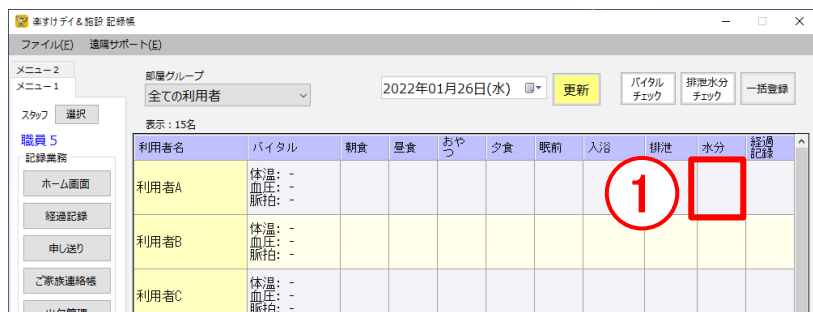 楽すけデイ&施設 記録帳
ファイル(F) 遠隔サポート(E)
メニュー2
メニュー1
スタッフ 選択
職員5
記録業務
ホーム画面
経過記録
申し送り
ご家族連絡帳
部屋グループ
全ての利用者
2022年01月26日(水)
更新
バイタル
チェック
排泄水分
チェック
一括登録
表示:15名
利用者名 バイタル 朝食 昼食 おやつ 夕食 眠前 入浴 排泄 水分 経過記録
利用者A
体温: -
血圧: -
脈拍: -
①
利用者B
体温: -
血圧: -
脈拍: -
利用者C
体温: -
血圧: -
脈拍: -